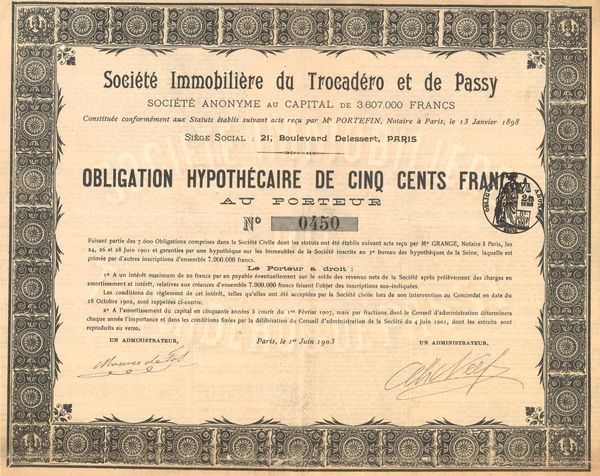 Société Immobilière du Trocadéro et de Passy
SOCIÉTÉ ANONYME AU CAPITAL DE 3.607.000 FRANCS
Constituée conformément aux Statuts établis suivant acte reçu par Me PORTEFIN, Notaire à Paris, le 13 Janvier 1898
SIÈGE SOCIAL : 21, Boulevard Delessert, PARIS
OBLIGATION HYPOTHÉCAIRE DE CINQ CENTS FRANCS
AU PORTEUR
No 0450
Faisant partie des 7.600 Obligations comprises dans la Société Civile dont les statuts ont été établis suivant acte reçu par Me GRANGE, Notaire à Paris, les
24, 26 et 28 Juin 1901 et garanties par une hypothèque sur les immeubles de la Société inscrite au 3e bureau des hypothèques de la Seine, laquelle est
primée par d'autres inscriptions d'ensemble 7.900.000 francs.
Le Porteur a droit :
1o A un intérêt maximum de 20 francs par an payable éventuellement sur le solde des revenus nets de la Société après prélèvement des charges en
amortissement et intérêt, relatives aux créances d'ensemble 7.900.000 francs faisant l'objet des inscriptions sus-indiquées.
Les conditions du règlement de cet intérêt, telles qu'elles ont été acceptées par la Société civile lors de son intervention au Concordat en date du
28 Octobre 1902, sont rappelées ci-contre.
2o A l'amortissement du capital en cinquante années à courir du 1er Février 1907, mais par fractions dont le Conseil d'administration déterminera
chaque année l'importance et dans les conditions fixées par la délibération du Conseil d'administration de la Société du 4 Juin 1901, dont les extraits sont
reproduits au verso.
UN ADMINISTRATEUR, Paris, le 1er Juin 1903 UN ADMINISTRATEUR,